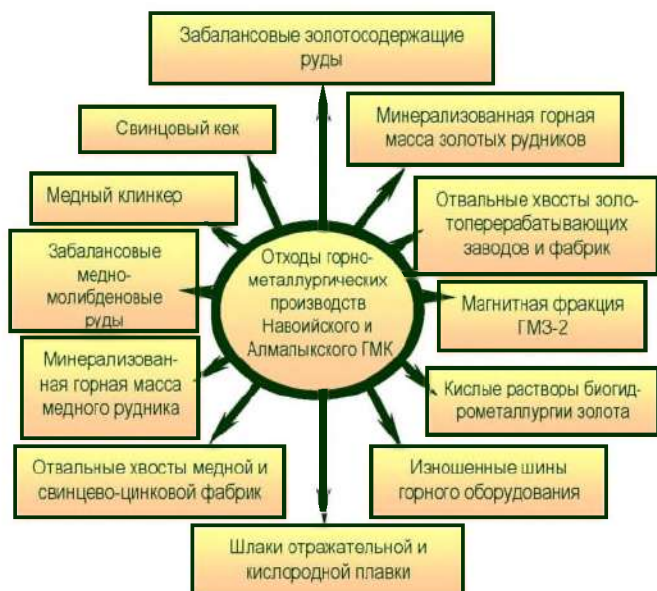 Забалансовые золотосодержащие
руды
Свинцовый кек
Минерализованная горная
масса золотых рудников
Медный клинкер
Отвальные хвосты золо-
топерерабатывающих
заводов и фабрик
Забалансовые
медно-
молибденовые
руды
Отходы горно-
металлургических
производств
Навоийского и
Алмалыкского ГМК
Магнитная фракция
ГМЗ-2
Минерализован-
ная горная масса
медного рудника
Кислые растворы биогид-
рометаллургии золота
Отвальные хвосты медной и
свинцево-цинковой фабрик
Изношенные шины
горного оборудования
Шлаки отражательной и
кислородной плавки